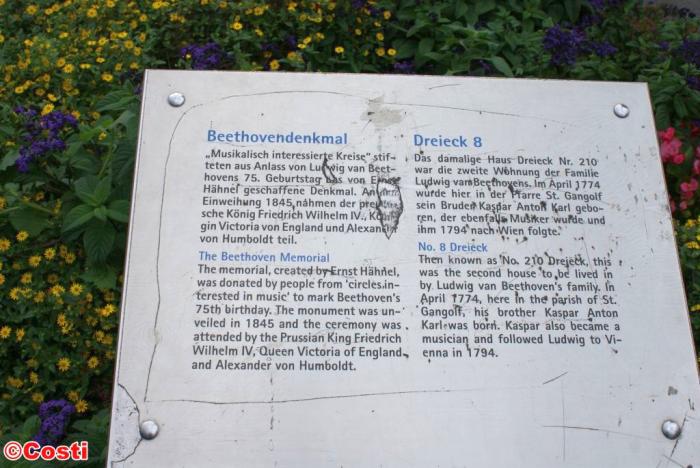 Beethovendenkmal
„Musikalisch interessierte Kreise" stif-
teten aus Anlass von Ludwig van Beet-
hovens 75. Geburtstag das von Ernst
Hähnel geschaffene Denkmal. An der
Einweihung 1845 nahmen der preußi-
sche König Friedrich Wilhelm IV., Köni-
gin Victoria von England und Alexander
von Humboldt teil.
The Beethoven Memorial
The memorial, created by Ernst Hähnel,
was donated by people from 'circles in-
terested in music' to mark Beethoven's
75th birthday. The monument was un-
veiled in 1845 and the ceremony was
attended by the Prussian King Friedrich
Wilhelm IV, Queen Victoria of England
and Alexander von Humboldt.
Dreieck 8
Das damalige Haus Dreieck Nr. 210
war die zweite Wohnung der Familie
Ludwig van Beethovens. Im April 1774
wurde hier in der Pfarre St. Gangolf
sein Bruder Kaspar Anton Karl gebo-
ren, der ebenfalls Musiker wurde und
ihm 1794 nach Wien folgte.
No. 8 Dreieck
Then known as No. 210 Dreieck, this
was the second house to be lived in
by Ludwig van Beethoven's family. In
April 1774, here in the parish of St.
Gangolf, his brother Kaspar Anton
Karl was born. Kaspar also became a
musician and followed Ludwig to Vi-
enna in 1794.
©Costi